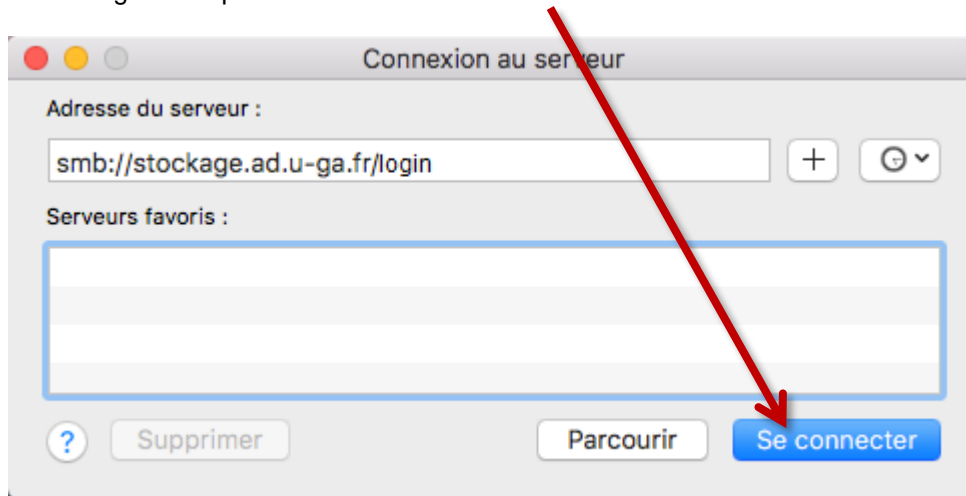 Connexion au serveur
Adresse du serveur :
smb://stockage.ad.u-ga.fr/login
+
Serveurs favoris :
? Supprimer Parcourir Se connecter